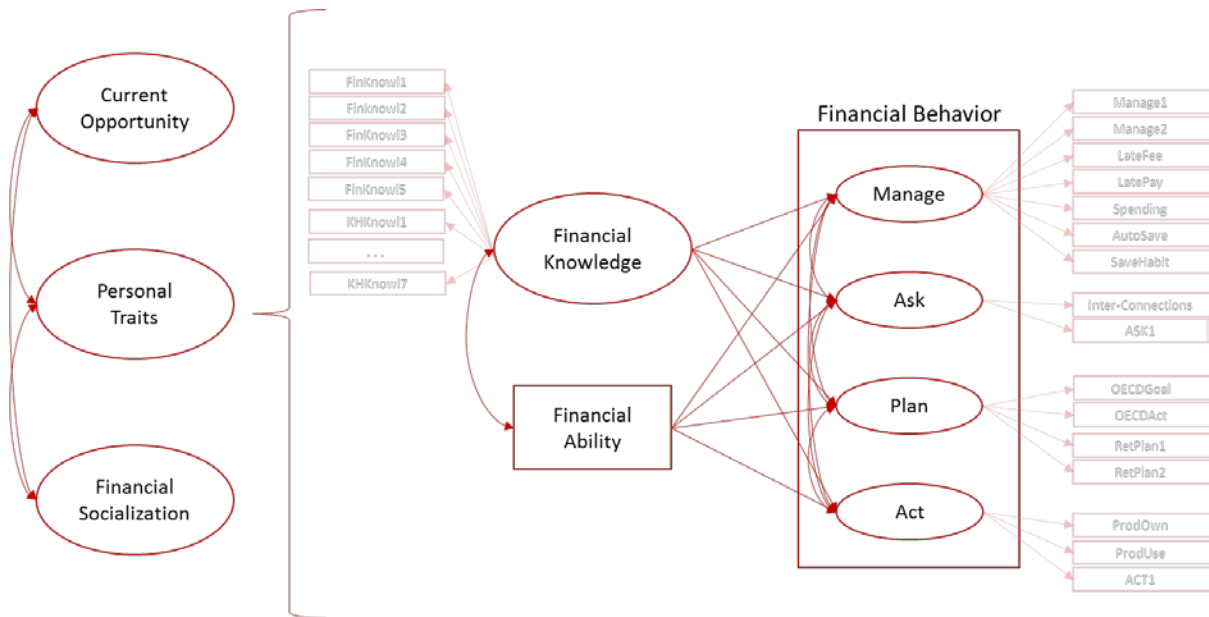 Current
Opportunity
Personal
Traits
Financial
Socialization
FinKnowl1
Finknowl2
FinKnowl3
FinKnowl4
FinKnowl5
KHKnowl1
...
KHKnowl7
Financial
Knowledge
Financial
Ability
Financial Behavior
Manage
Ask
Plan
Act
Manage1
Manage2
LateFee
LatePay
Spending
AutoSave
SaveHabit
Inter-Connections
ASK1
OECDGoal
OECDAct
RetPlan1
RetPlan2
ProdOwn
ProdUse
ACT1